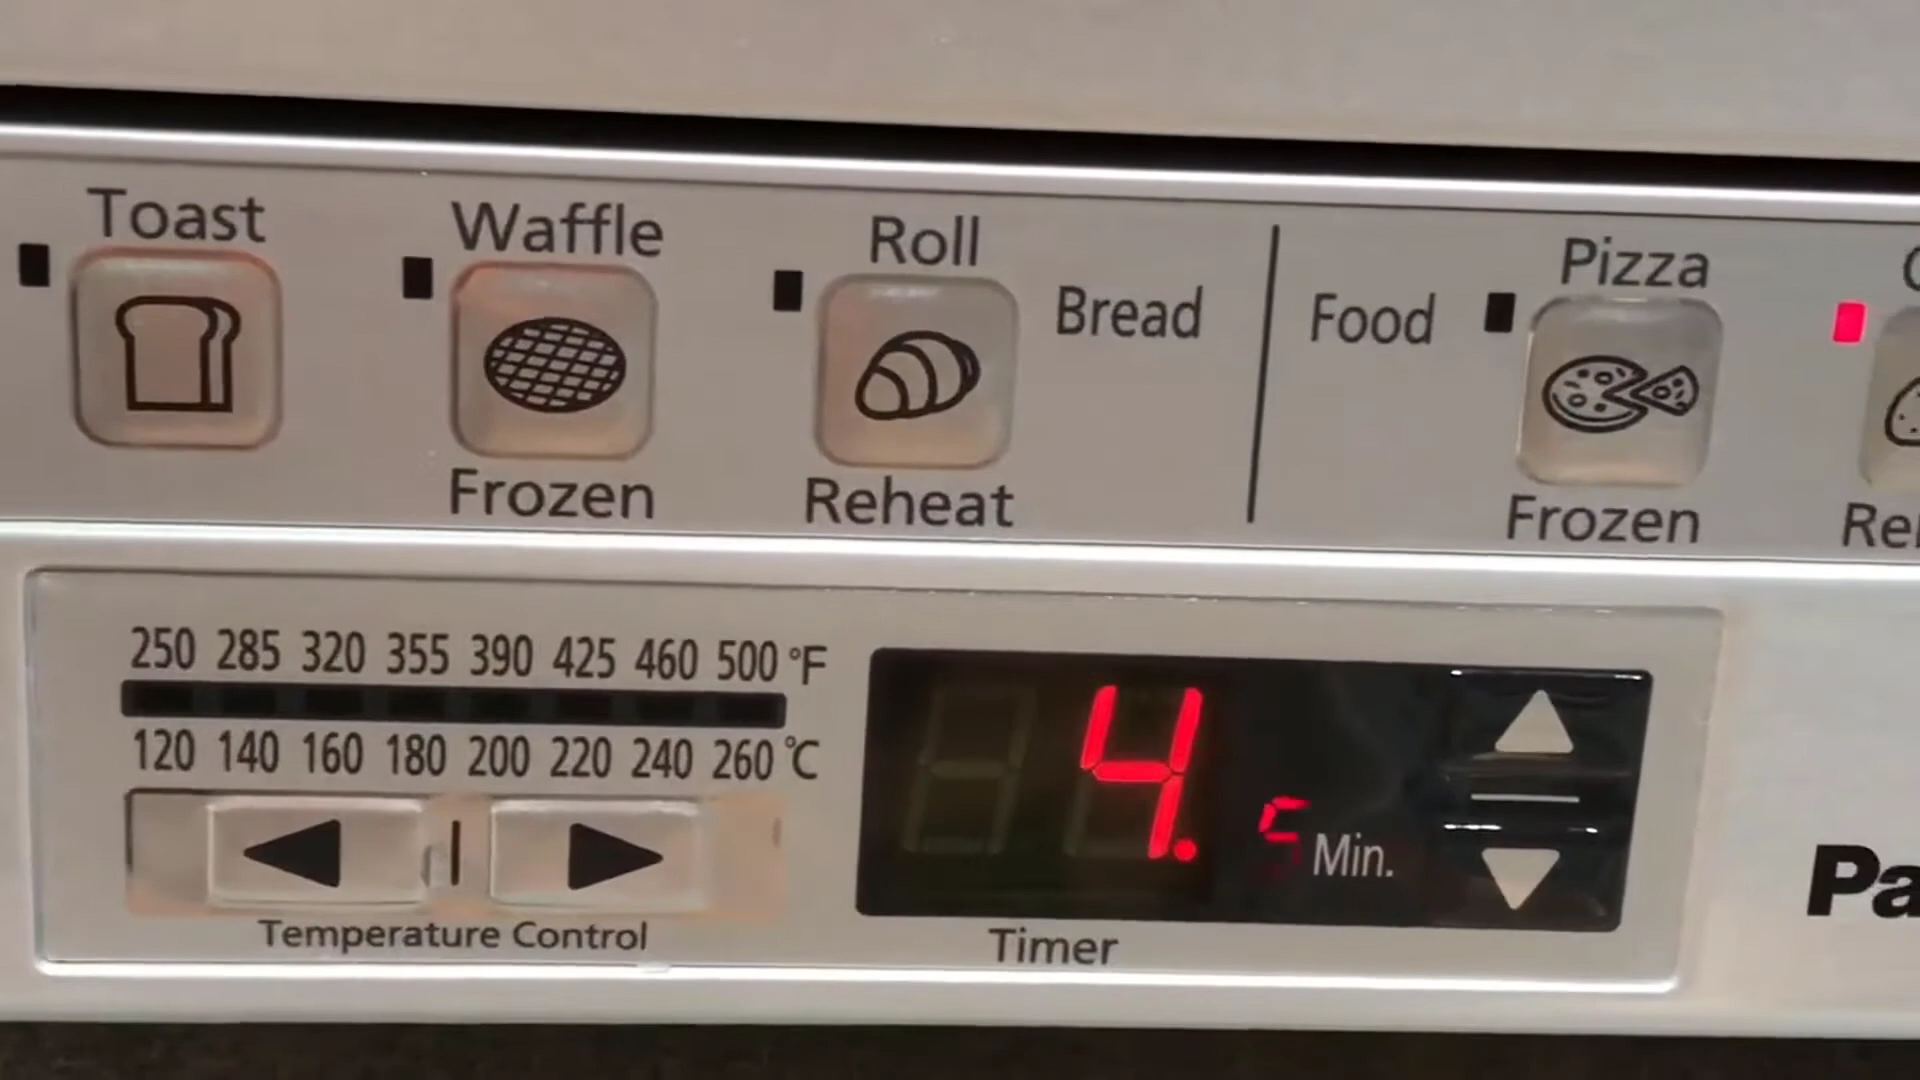 Toast
Waffle
Roll
Pizza
Bread
Food
Frozen
Reheat
Frozen
250 285 320 355 390 425 460 500 °F
120 140 160 180 200 220 240 260 °C
4.5 Min.
Temperature Control
Timer